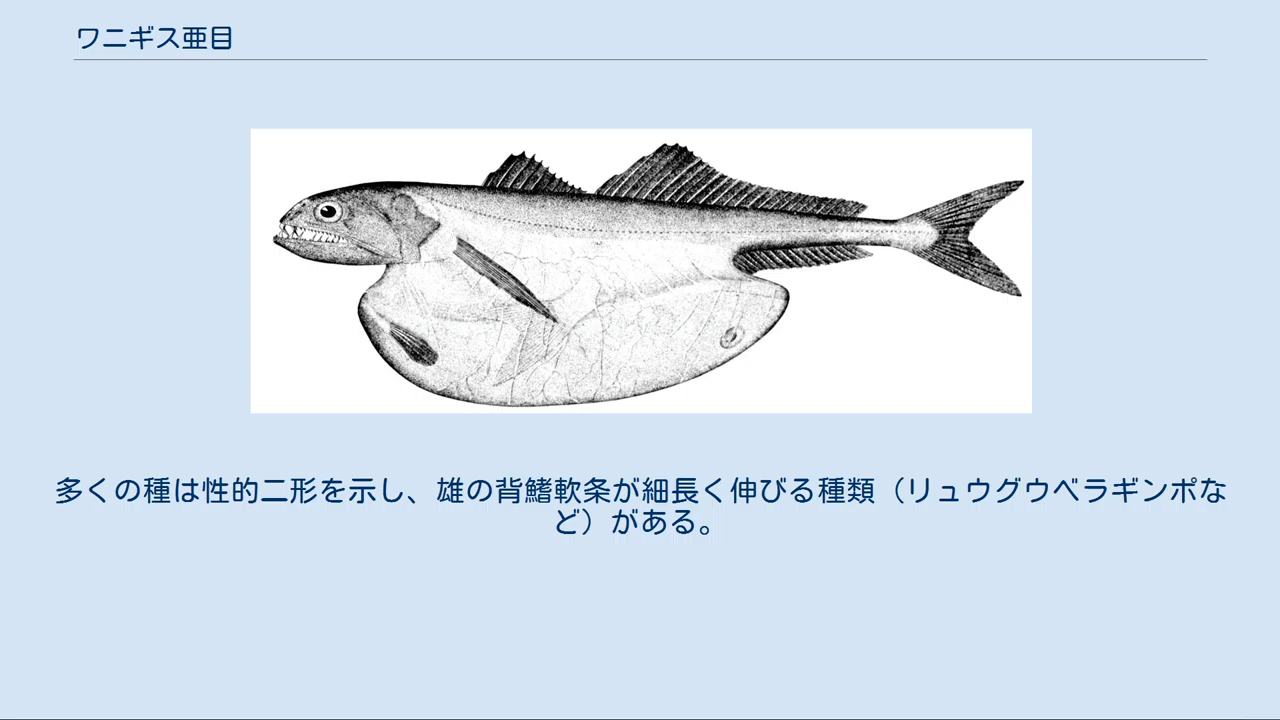 ワニギス亜目
多くの種は性的二形を示し、雄の背鰭軟条が細長く伸びる種類（リュウグウベラギンポな
ど）がある。